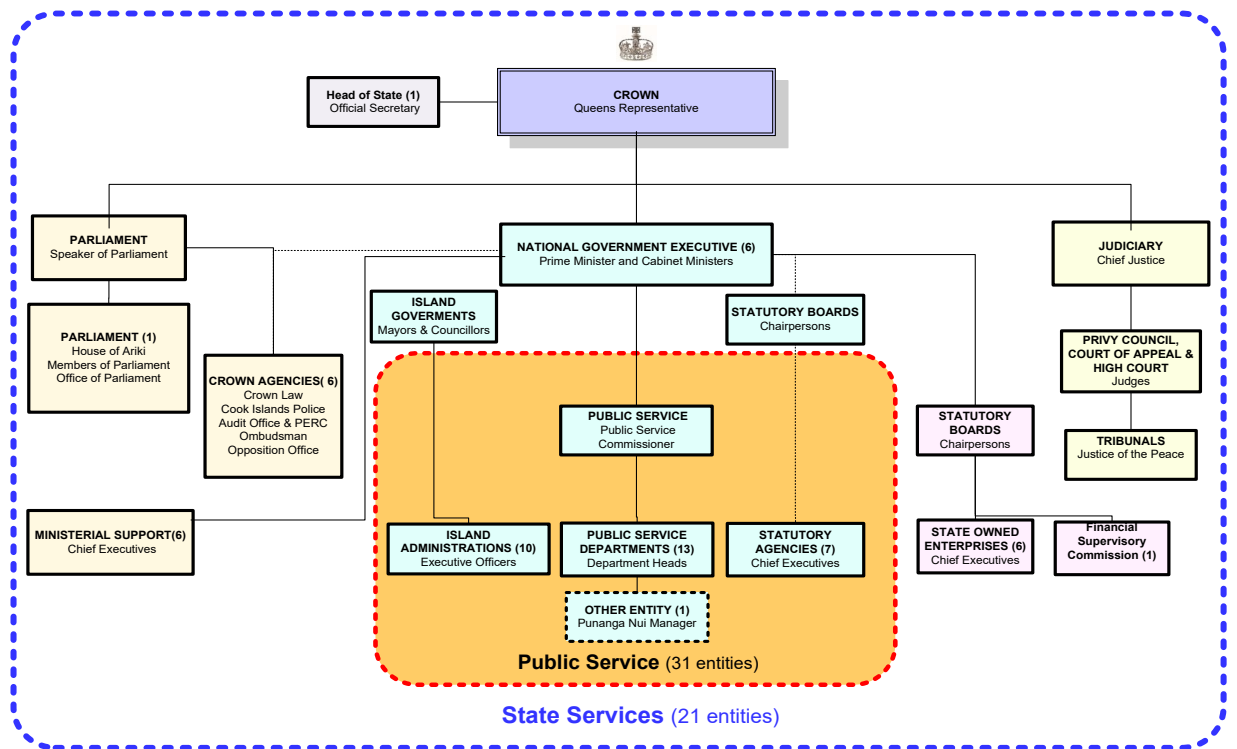 Head of State (1)
Official Secretary
CROWN
Queens Representative
PARLIAMENT
Speaker of Parliament
NATIONAL GOVERNMENT EXECUTIVE (6)
Prime Minister and Cabinet Ministers
JUDICIARY
Chief Justice
ISLAND
GOVERMENTS
Mayors & Councillors
STATUTORY BOARDS
Chairpersons
PARLIAMENT (1)
House of Ariki
Members of Parliament
Office of Parliament
CROWN AGENCIES( 6)
Crown Law
Cook Islands Police
Audit Office & PERC
Ombudsman
Opposition Office
PRIVY COUNCIL,
COURT OF APPEAL &
HIGH COURT
Judges
PUBLIC SERVICE
Public Service
Commissioner
STATUTORY
BOARDS
Chairpersons
TRIBUNALS
Justice of the Peace
MINISTERIAL SUPPORT(6)
Chief Executives
ISLAND
ADMINISTRATIONS (10)
Executive Officers
PUBLIC SERVICE
DEPARTMENTS (13)
Department Heads
STATUTORY
AGENCIES (7)
Chief Executives
STATE OWNED
ENTERPRISES (6)
Chief Executives
Financial
Supervisory
Commission (1)
OTHER ENTITY (1)
Punanga Nui Manager
Public Service (31 entities)
State Services (21 entities)